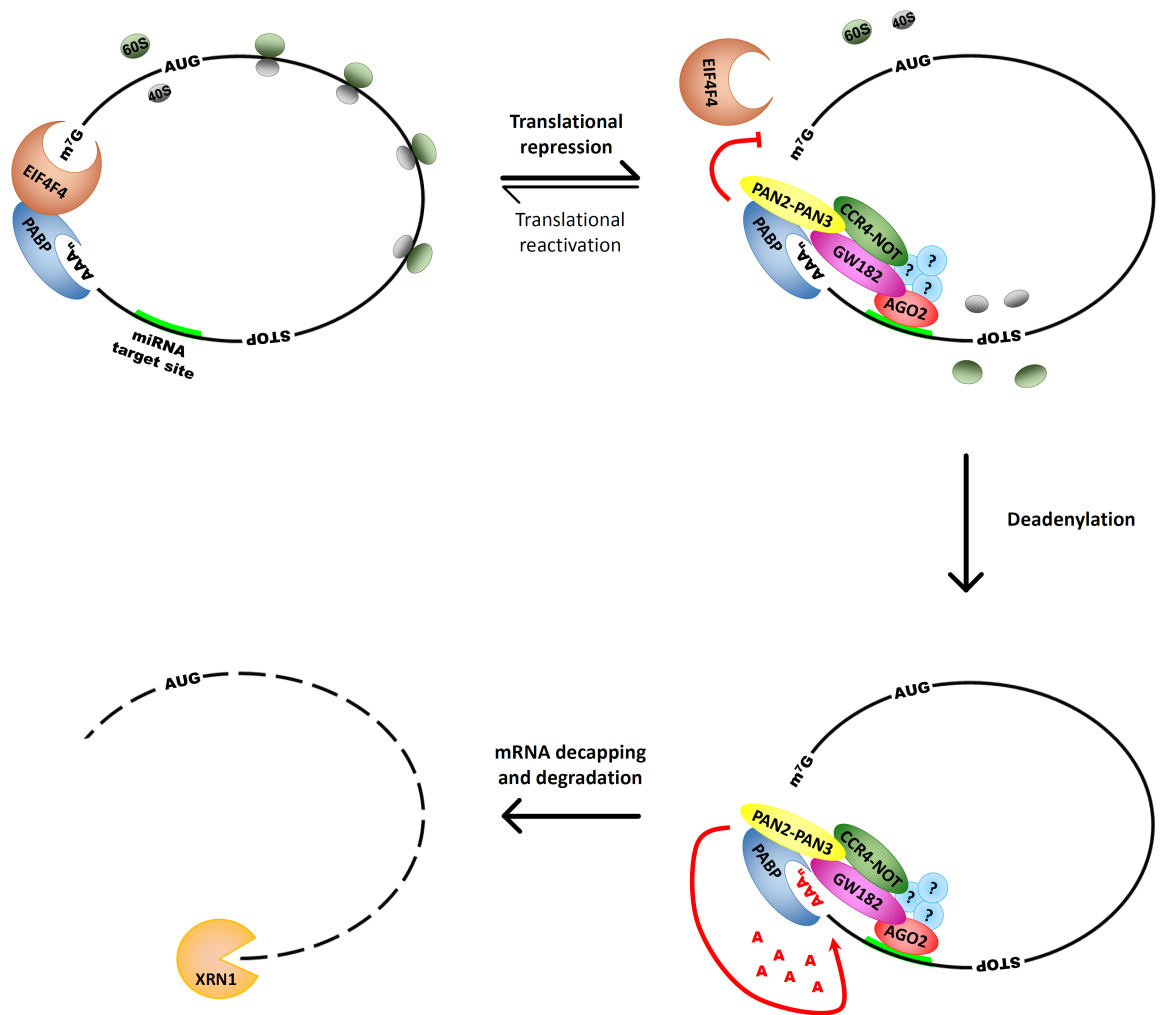 60S
AUG
40S
m⁷G
EIF4F4
PABP
AAAₙ
miRNA
target site
STOP
Translational
repression
Translational
reactivation
60S
40S
EIF4F4
AUG
m⁷G
PAN2-PAN3
CCR4-NOT
PABP
AAAₙ
GW182
?
?
?
AGO2
STOP
Deadenylation
AUG
m⁷G
PAN2-PAN3
CCR4-NOT
PABP
AAAₙ
GW182
?
?
?
AGO2
STOP
A
A
A
A
A
A
mRNA decapping
and degradation
AUG
XRN1